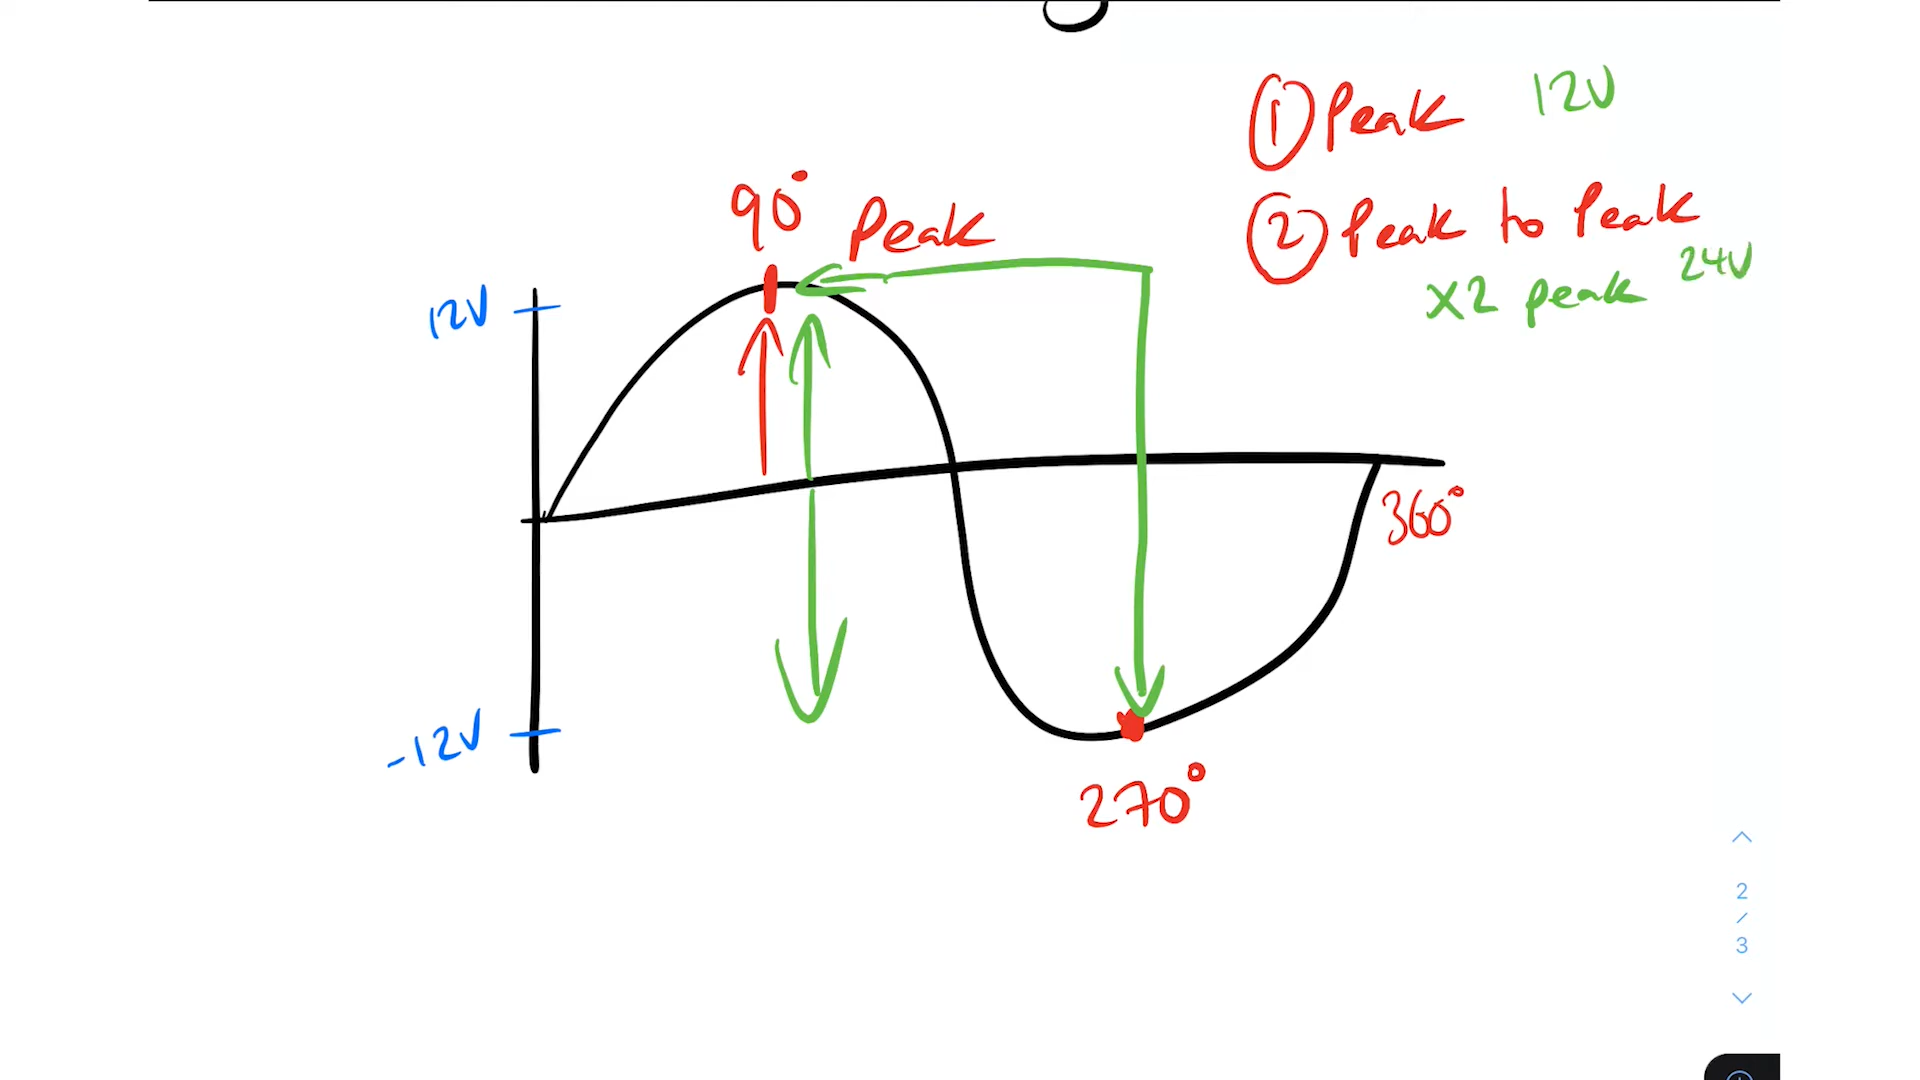 ① Peak 12V
② Peak to Peak
x2 peak 24V
90°
Peak
12V
360°
-12V
270°
2
/
3